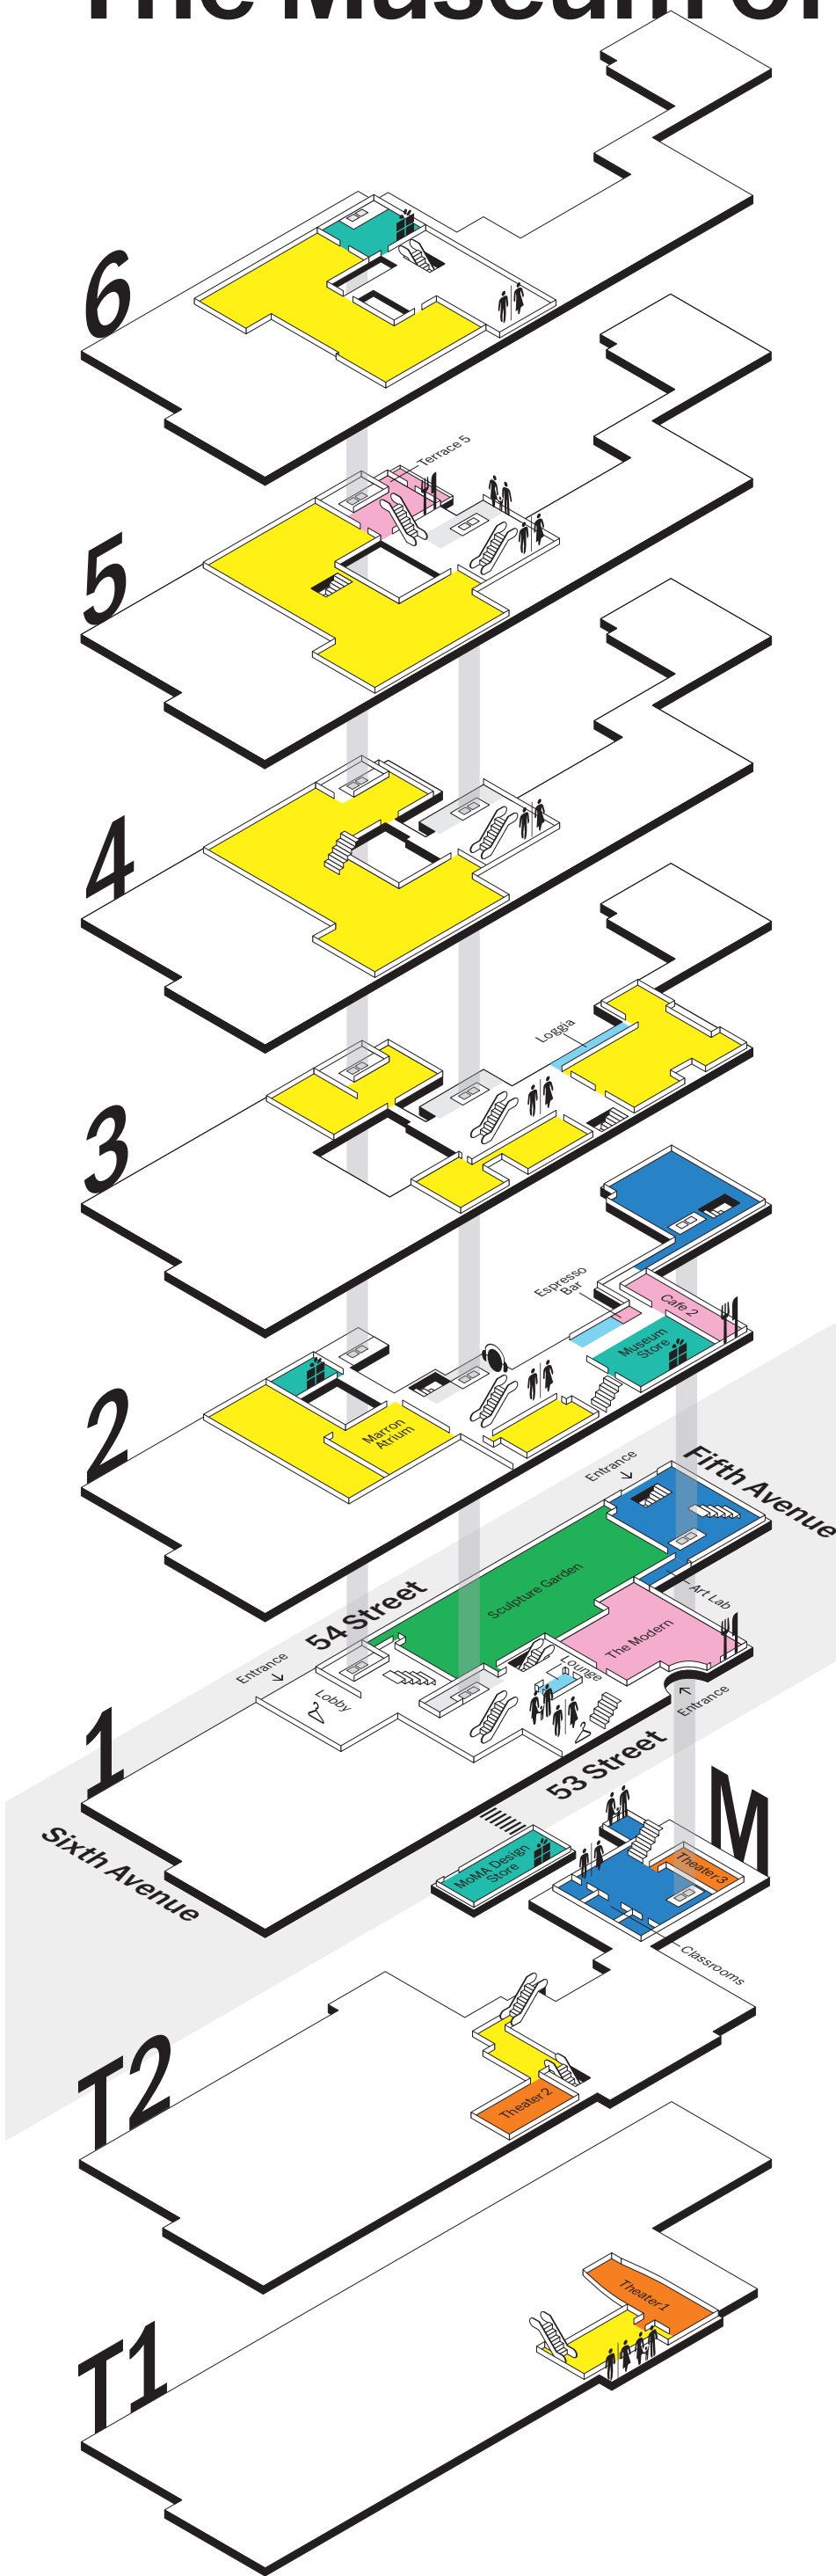 The Museum of
6
Terrace 5
5
4
Loggia
3
Espresso
Bar
Cafe 2
Museum
Store
Marron
Atrium
2
Entrance
Fifth Avenue
Sculpture Garden
Art Lab
54 Street
The Modern
Entrance
Lounge
Lobby
Entrance
1
53 Street
Sixth Avenue
M
MoMA Design
Store
Theater 3
Classrooms
T2
Theater 2
Theater 1
T1